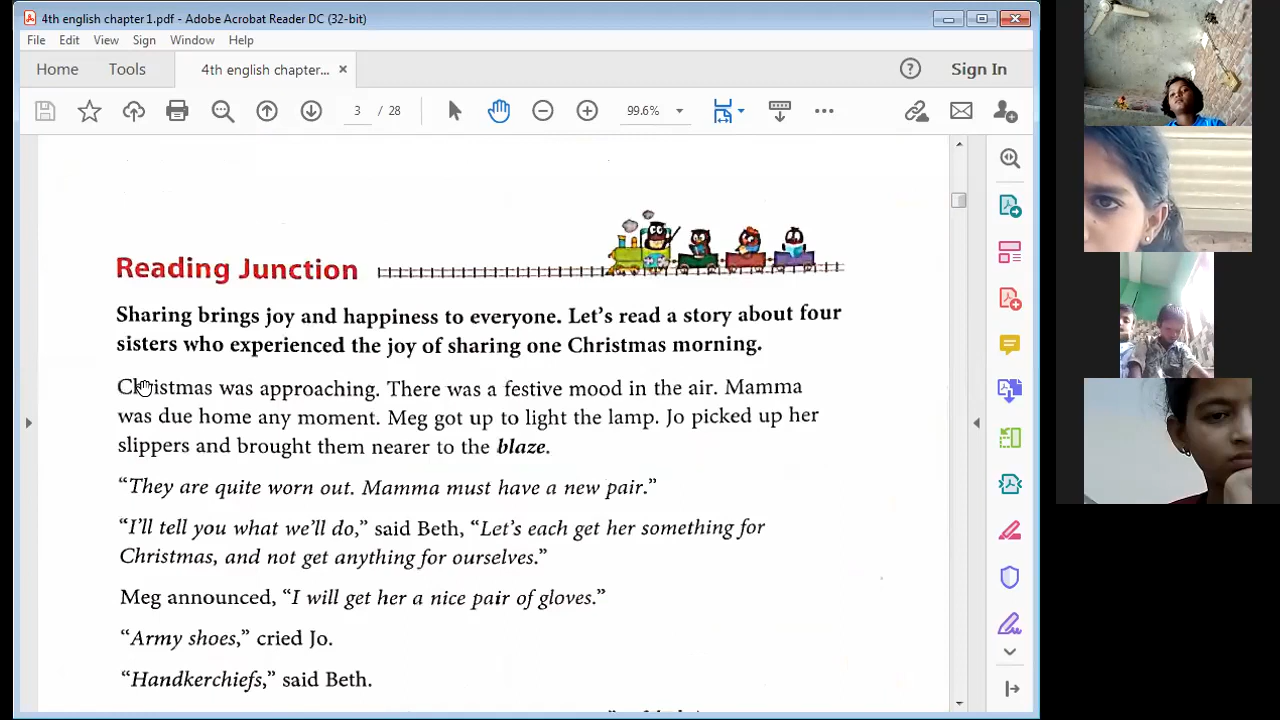 4th english chapter 1.pdf - Adobe Acrobat Reader DC (32-bit)
File Edit View Sign Window Help
Home Tools 4th english chapter... × Sign In
3 / 28 99.6%
Reading Junction
Sharing brings joy and happiness to everyone. Let's read a story about four
sisters who experienced the joy of sharing one Christmas morning.
Christmas was approaching. There was a festive mood in the air. Mamma
was due home any moment. Meg got up to light the lamp. Jo picked up her
slippers and brought them nearer to the blaze.
“They are quite worn out. Mamma must have a new pair.”
“I'll tell you what we'll do,” said Beth, “Let's each get her something for
Christmas, and not get anything for ourselves.”
Meg announced, “I will get her a nice pair of gloves.”
“Army shoes,” cried Jo.
“Handkerchiefs,” said Beth.